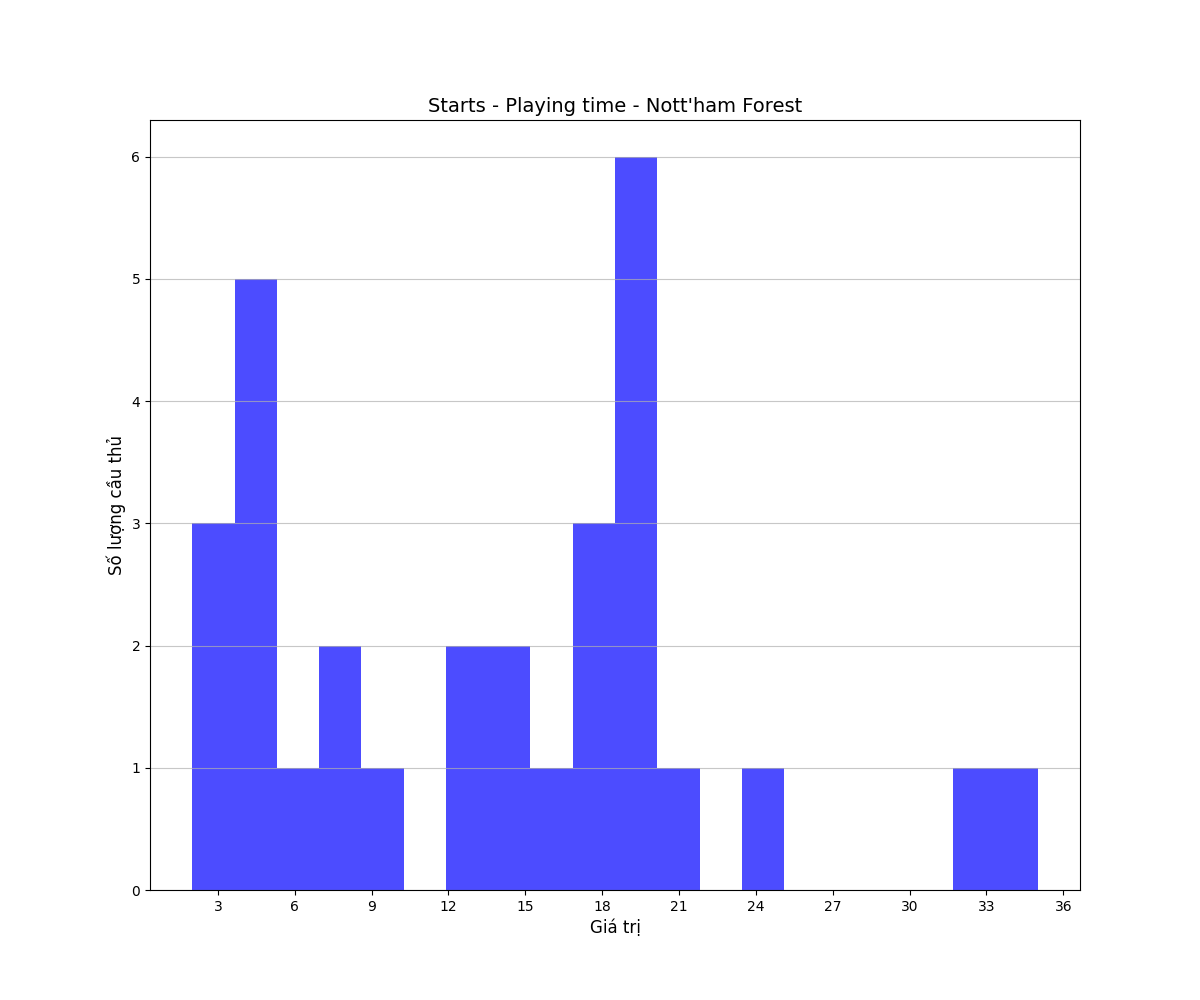 Starts - Playing time - Nott'ham Forest
6
5
4
3
2
1
0
Số lượng cầu thủ
3 6 9 12 15 18 21 24 27 30 33 36
Giá trị